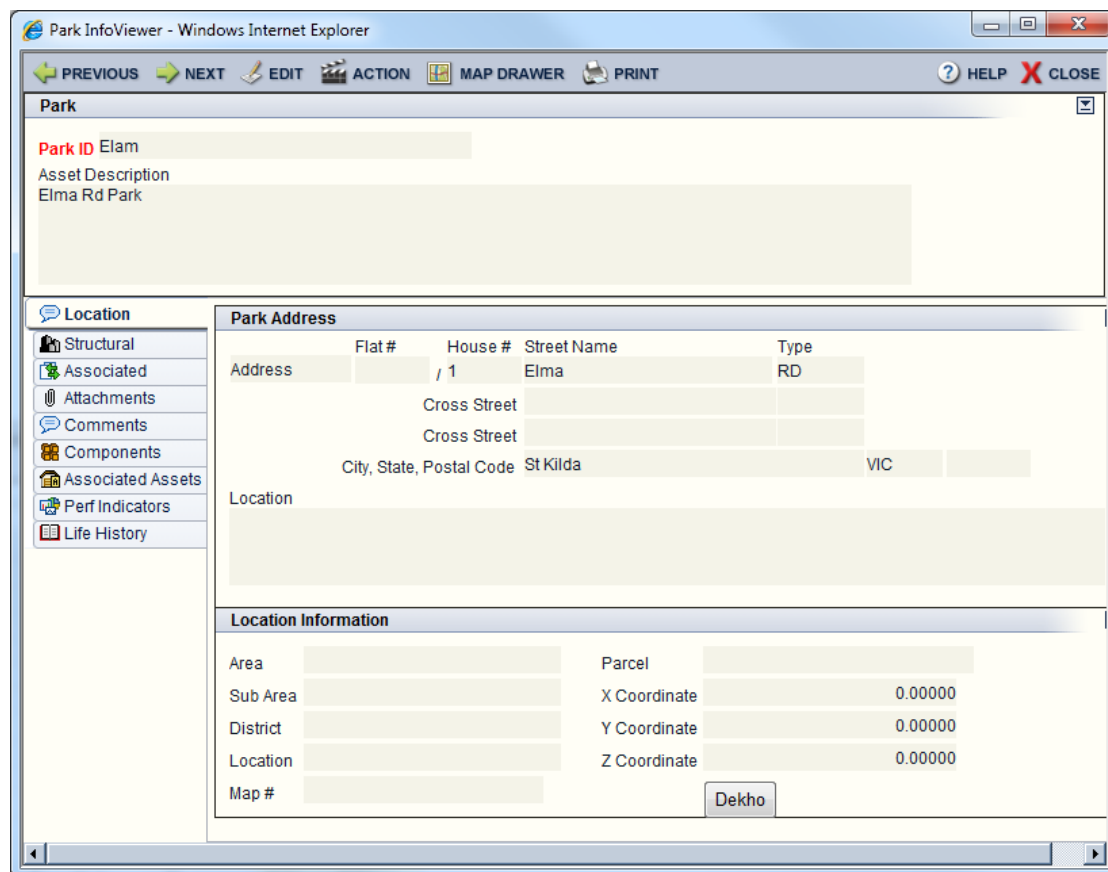 Park InfoViewer - Windows Internet Explorer
PREVIOUS NEXT EDIT ACTION MAP DRAWER PRINT ? HELP X CLOSE
Park
Park ID Elam
Asset Description
Elma Rd Park
Location
Structural
Associated
Attachments
Comments
Components
Associated Assets
Perf Indicators
Life History
Park Address
Flat # House # Street Name Type
Address / 1 Elma RD
Cross Street
Cross Street
City, State, Postal Code St Kilda VIC
Location
Location Information
Area Parcel
Sub Area X Coordinate 0.00000
District Y Coordinate 0.00000
Location Z Coordinate 0.00000
Map # Dekho